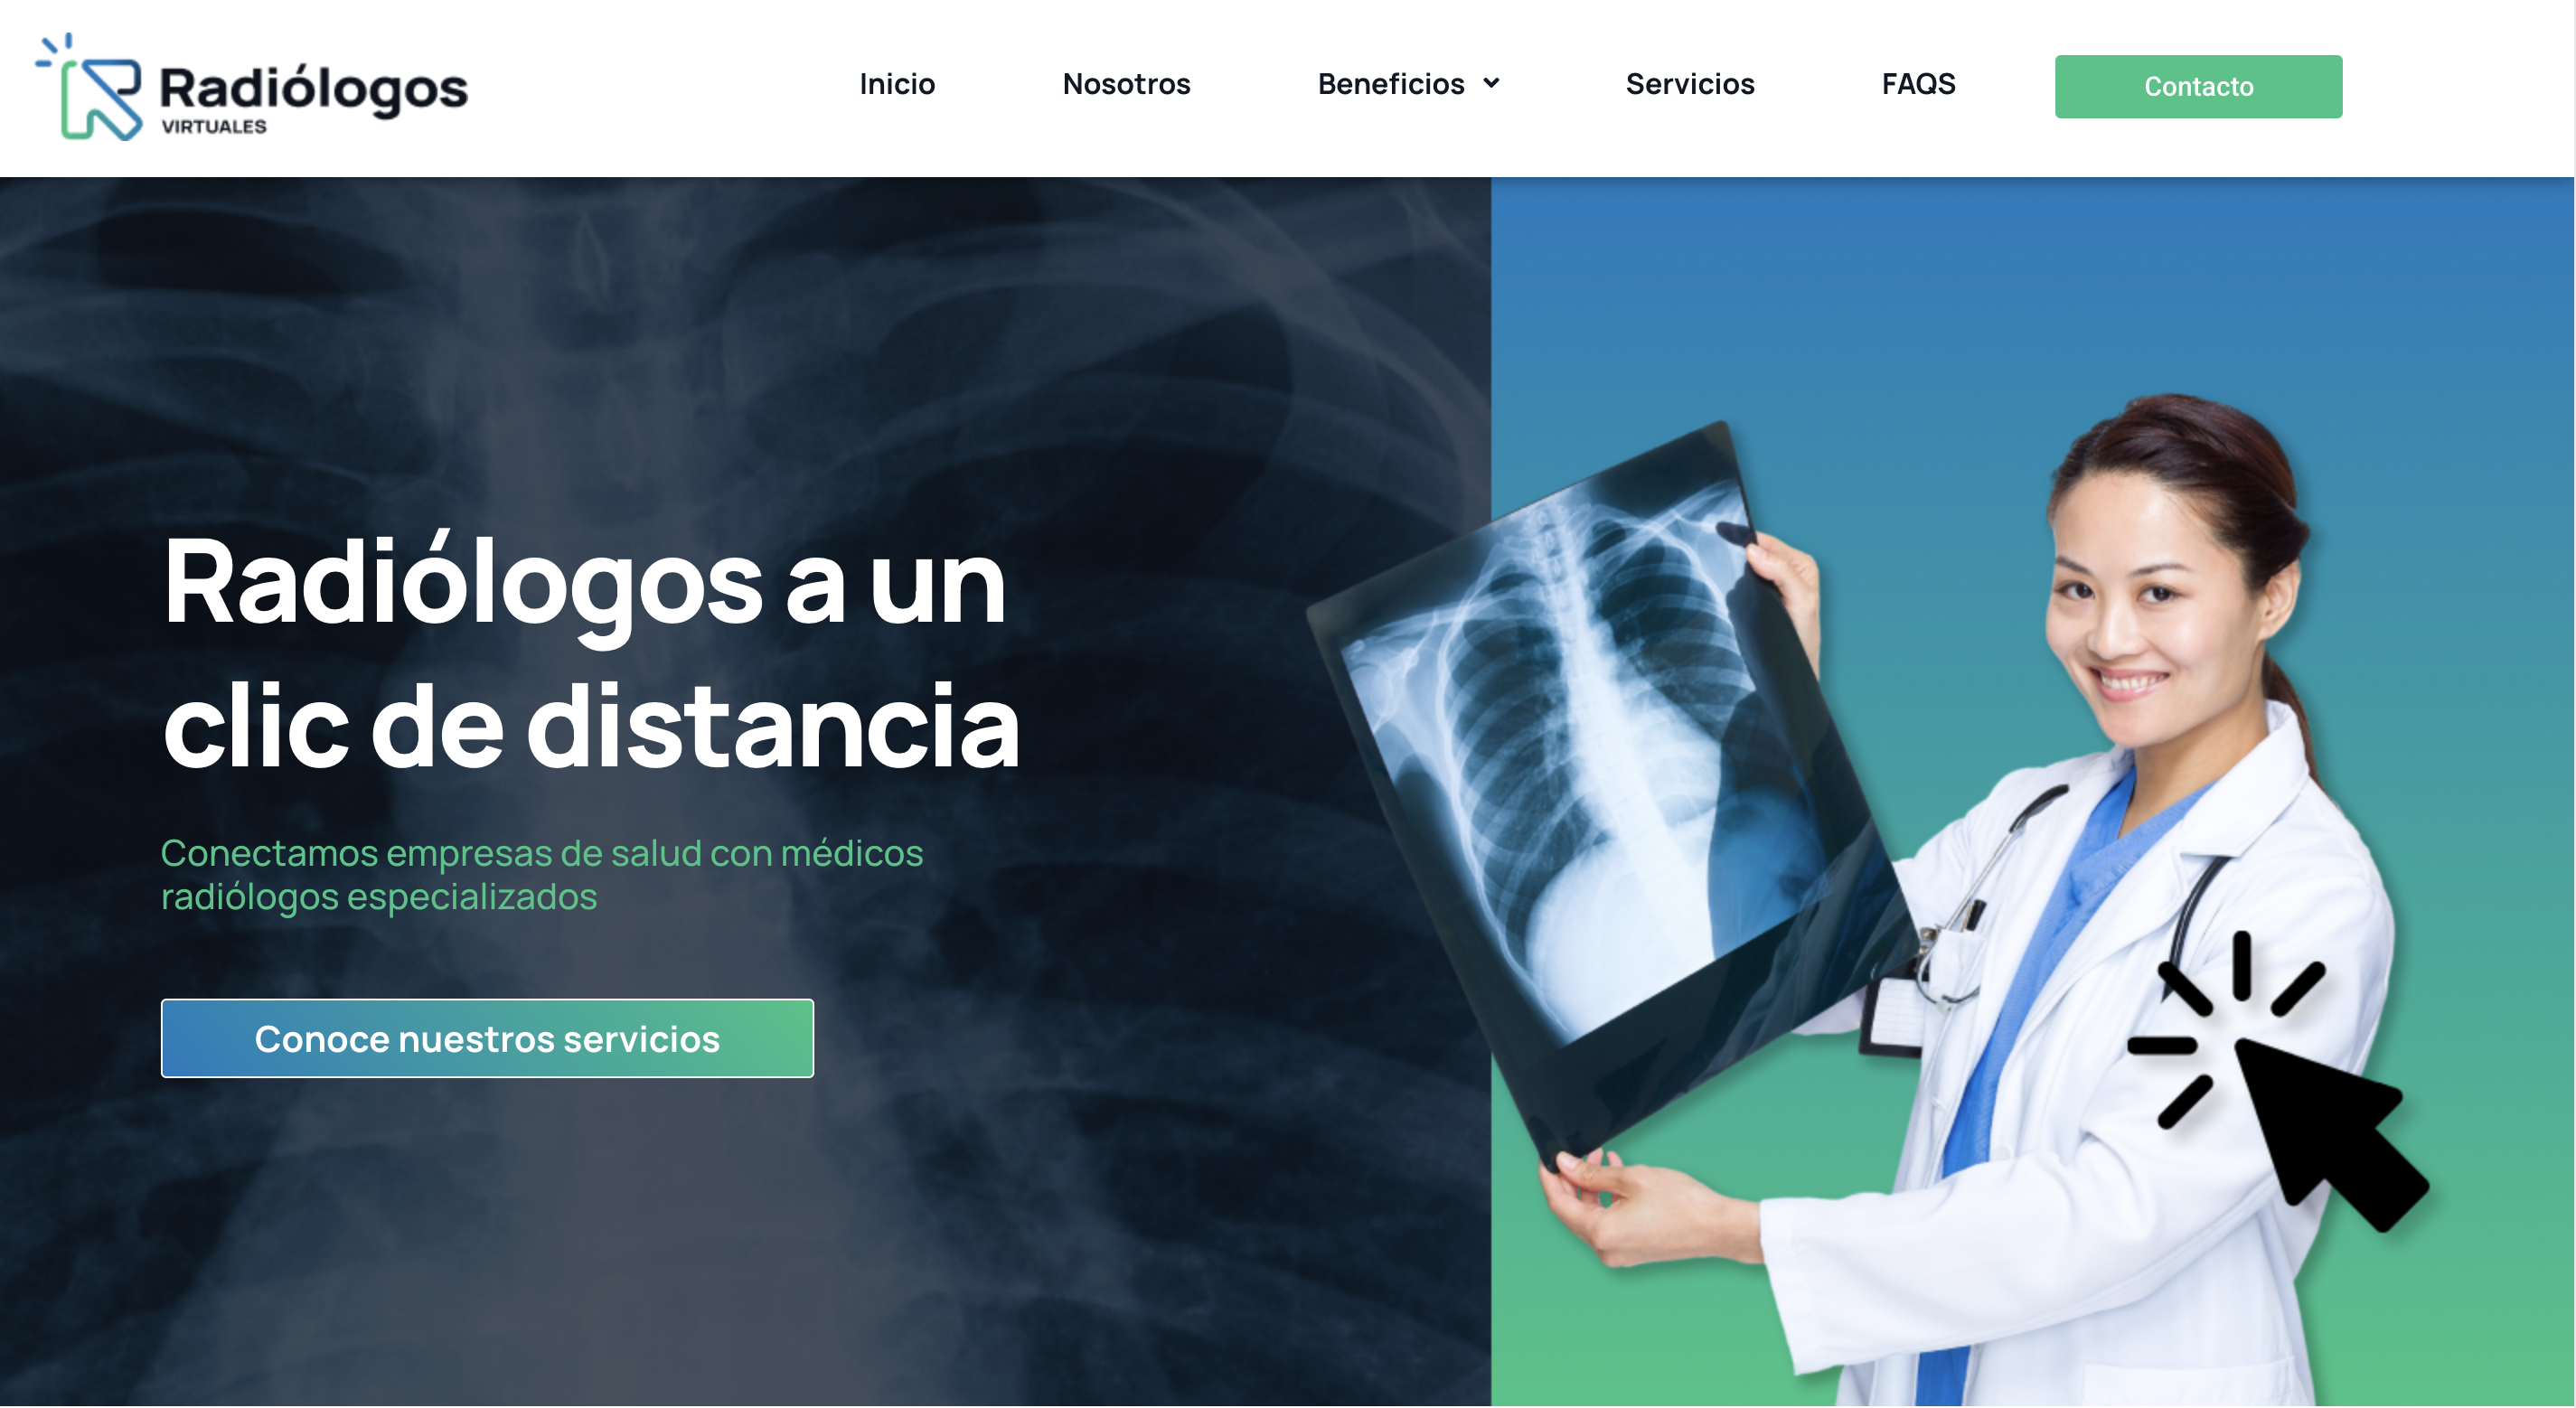 Radiólogos
VIRTUALES
Inicio
Nosotros
Beneficios
Servicios
FAQS
Contacto
Radiólogos a un
clic de distancia
Conectamos empresas de salud con médicos
radiólogos especializados
Conoce nuestros servicios